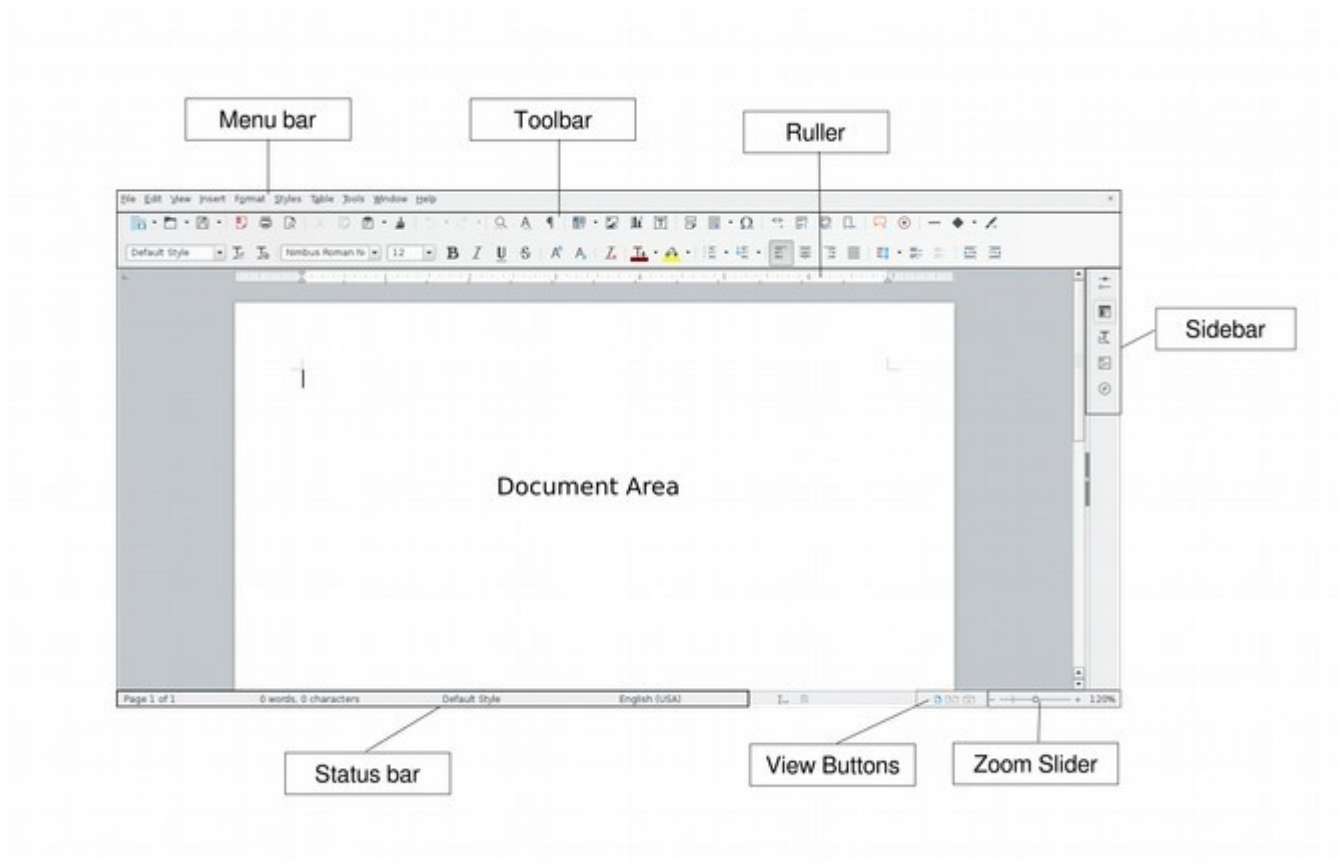 Menu bar
Toolbar
Ruller
File Edit View Insert Format Styles Table Tools Window Help
Default Style Nimbus Roman N 12
Sidebar
Document Area
Page 1 of 1 0 words, 0 characters Default Style English (USA) 120%
Status bar
View Buttons
Zoom Slider